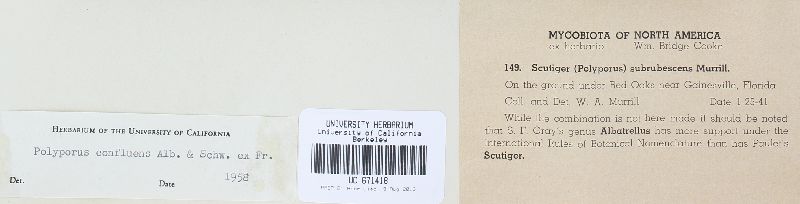 HERBARIUM OF THE UNIVERSITY OF CALIFORNIA
Polyporus confluens Alb. & Schw. ex Fr.
1958
Det. Date
UNIVERSITY HERBARIUM
University of California
Berkeley
UC 671418
MYCOBIOTA OF NORTH AMERICA
ex herbario Wm. Bridge Cooke
149. Scutiger (Polyporus) subrubescens Murrill.
On the ground under Red Oaks near Gainesville, Florida
Coll. and Det. W. A. Murrill Date 1-25-41
While the combination is not here made it should be noted
that S. F. Gray's genus Albatrellus has more support under the
International Rules of Botanical Nomenclature than has Paulet's
Scutiger.